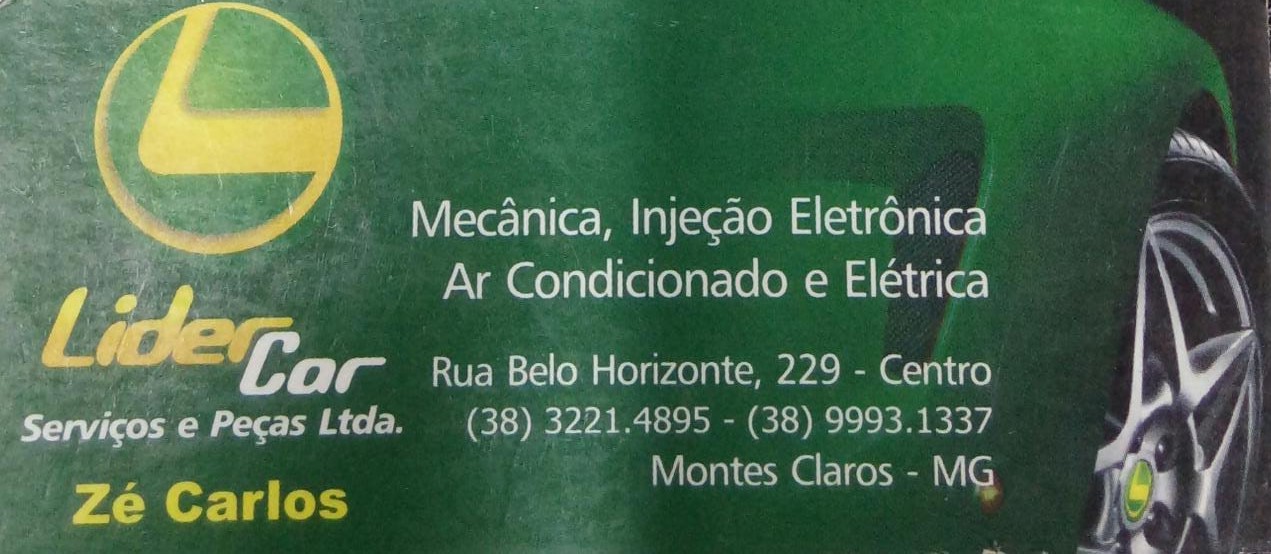 Lider
Car
Serviços e Peças Ltda.
Zé Carlos
Mecânica, Injeção Eletrônica
Ar Condicionado e Elétrica
Rua Belo Horizonte, 229 - Centro
(38) 3221.4895 - (38) 9993.1337
Montes Claros - MG